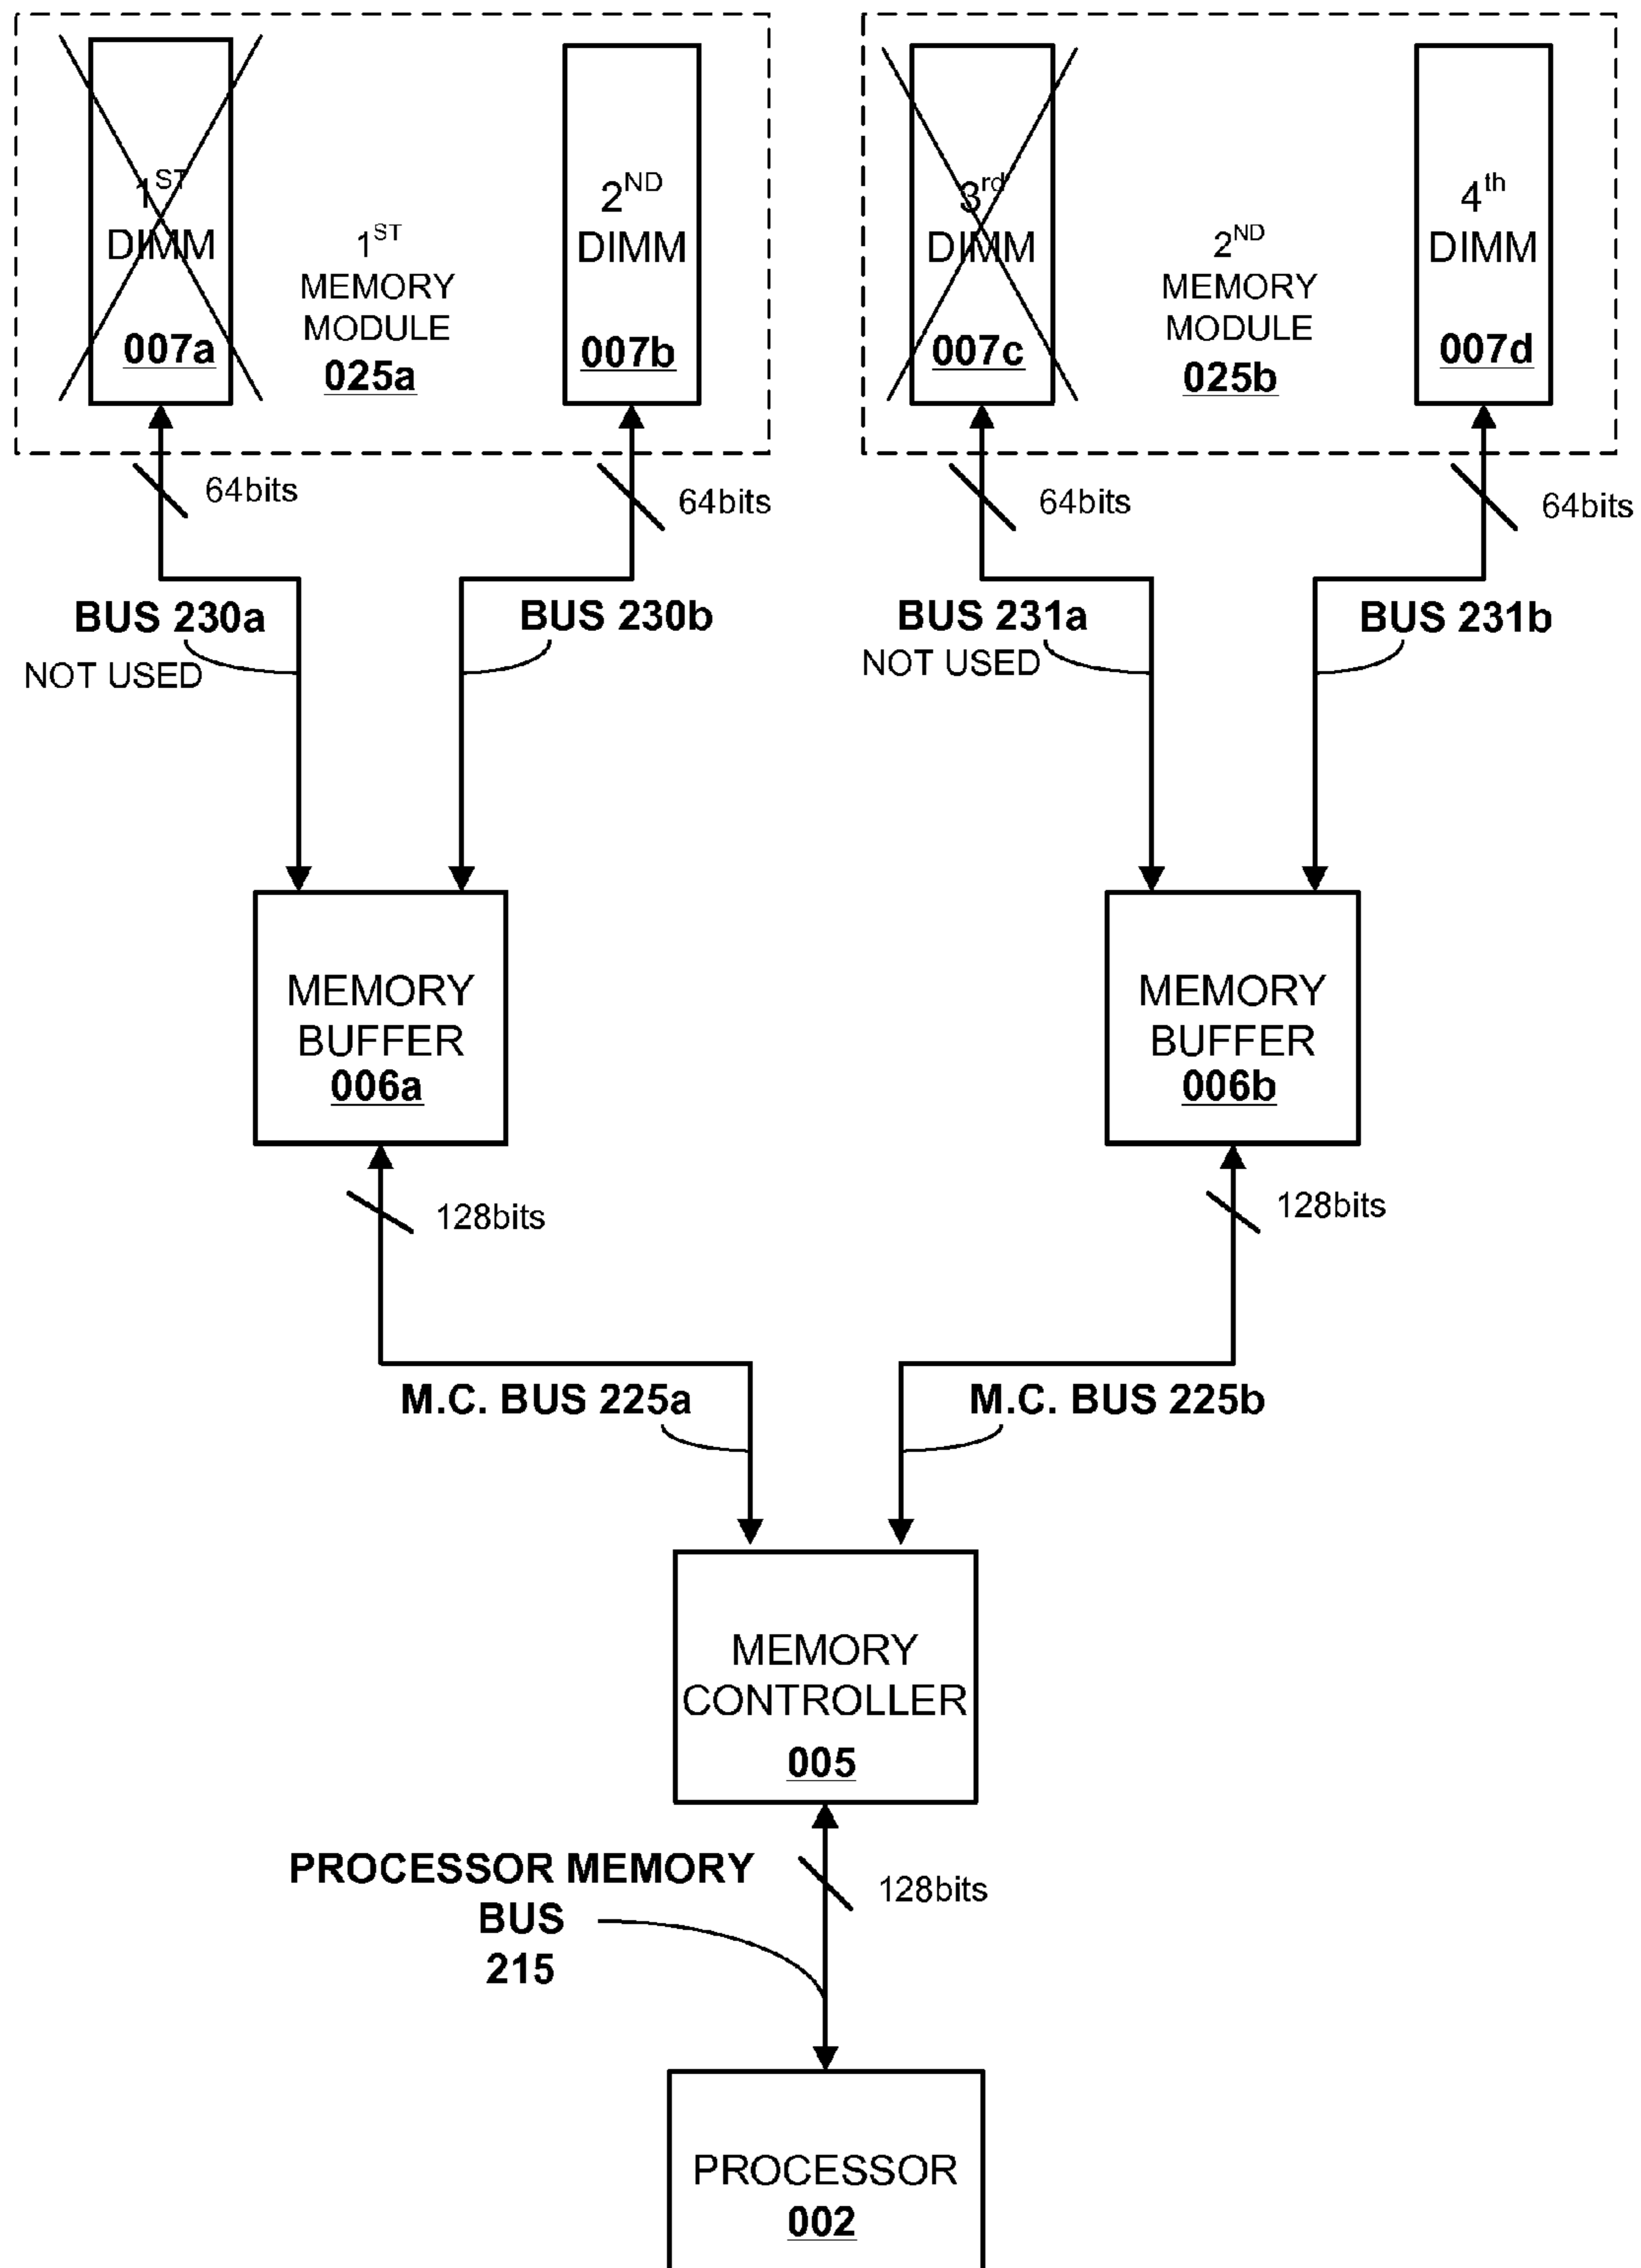 1ST
DIMM
007a
1ST
MEMORY
MODULE
025a
2ND
DIMM
007b
3rd
DIMM
007c
2ND
MEMORY
MODULE
025b
4th
DIMM
007d
64bits
64bits
64bits
64bits
BUS 230a
NOT USED
BUS 230b
BUS 231a
NOT USED
BUS 231b
MEMORY
BUFFER
006a
MEMORY
BUFFER
006b
128bits
128bits
M.C. BUS 225a
M.C. BUS 225b
MEMORY
CONTROLLER
005
PROCESSOR MEMORY
BUS
215
128bits
PROCESSOR
002